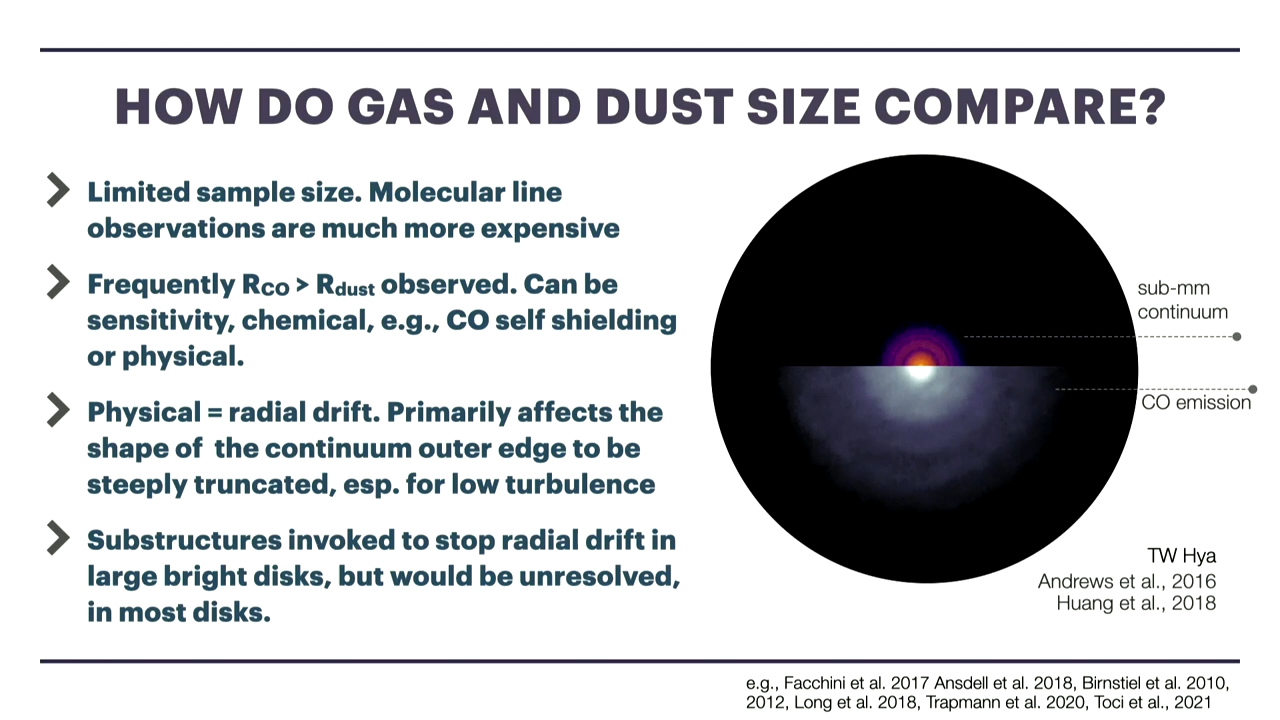 HOW DO GAS AND DUST SIZE COMPARE?
Limited sample size. Molecular line
observations are much more expensive
Frequently RCO > Rdust observed. Can be
sensitivity, chemical, e.g., CO self shielding
or physical.
Physical = radial drift. Primarily affects the
shape of  the continuum outer edge to be
steeply truncated, esp. for low turbulence
Substructures invoked to stop radial drift in
large bright disks, but would be unresolved,
in most disks.
sub-mm
continuum
CO emission
TW Hya
Andrews et al., 2016
Huang et al., 2018
e.g., Facchini et al. 2017 Ansdell et al. 2018, Birnstiel et al. 2010,
2012, Long et al. 2018, Trapmann et al. 2020, Toci et al., 2021